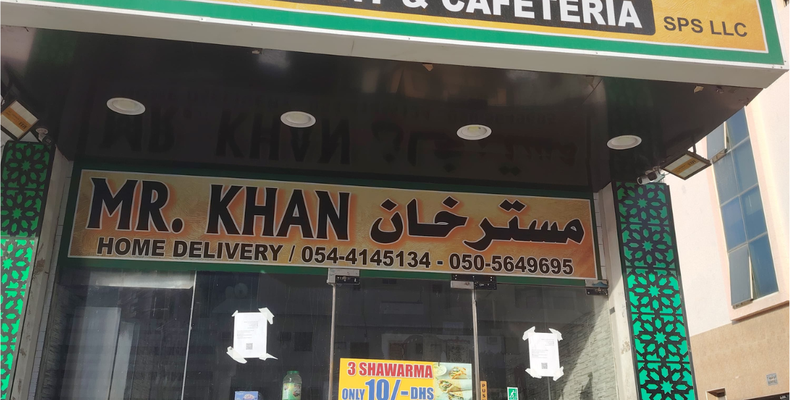 & CAFETERIA
SPS LLC
MR. KHAN مسترخان
HOME DELIVERY / 054-4145134 - 050-5649695
3 SHAWARMA
ONLY 10/- DHS